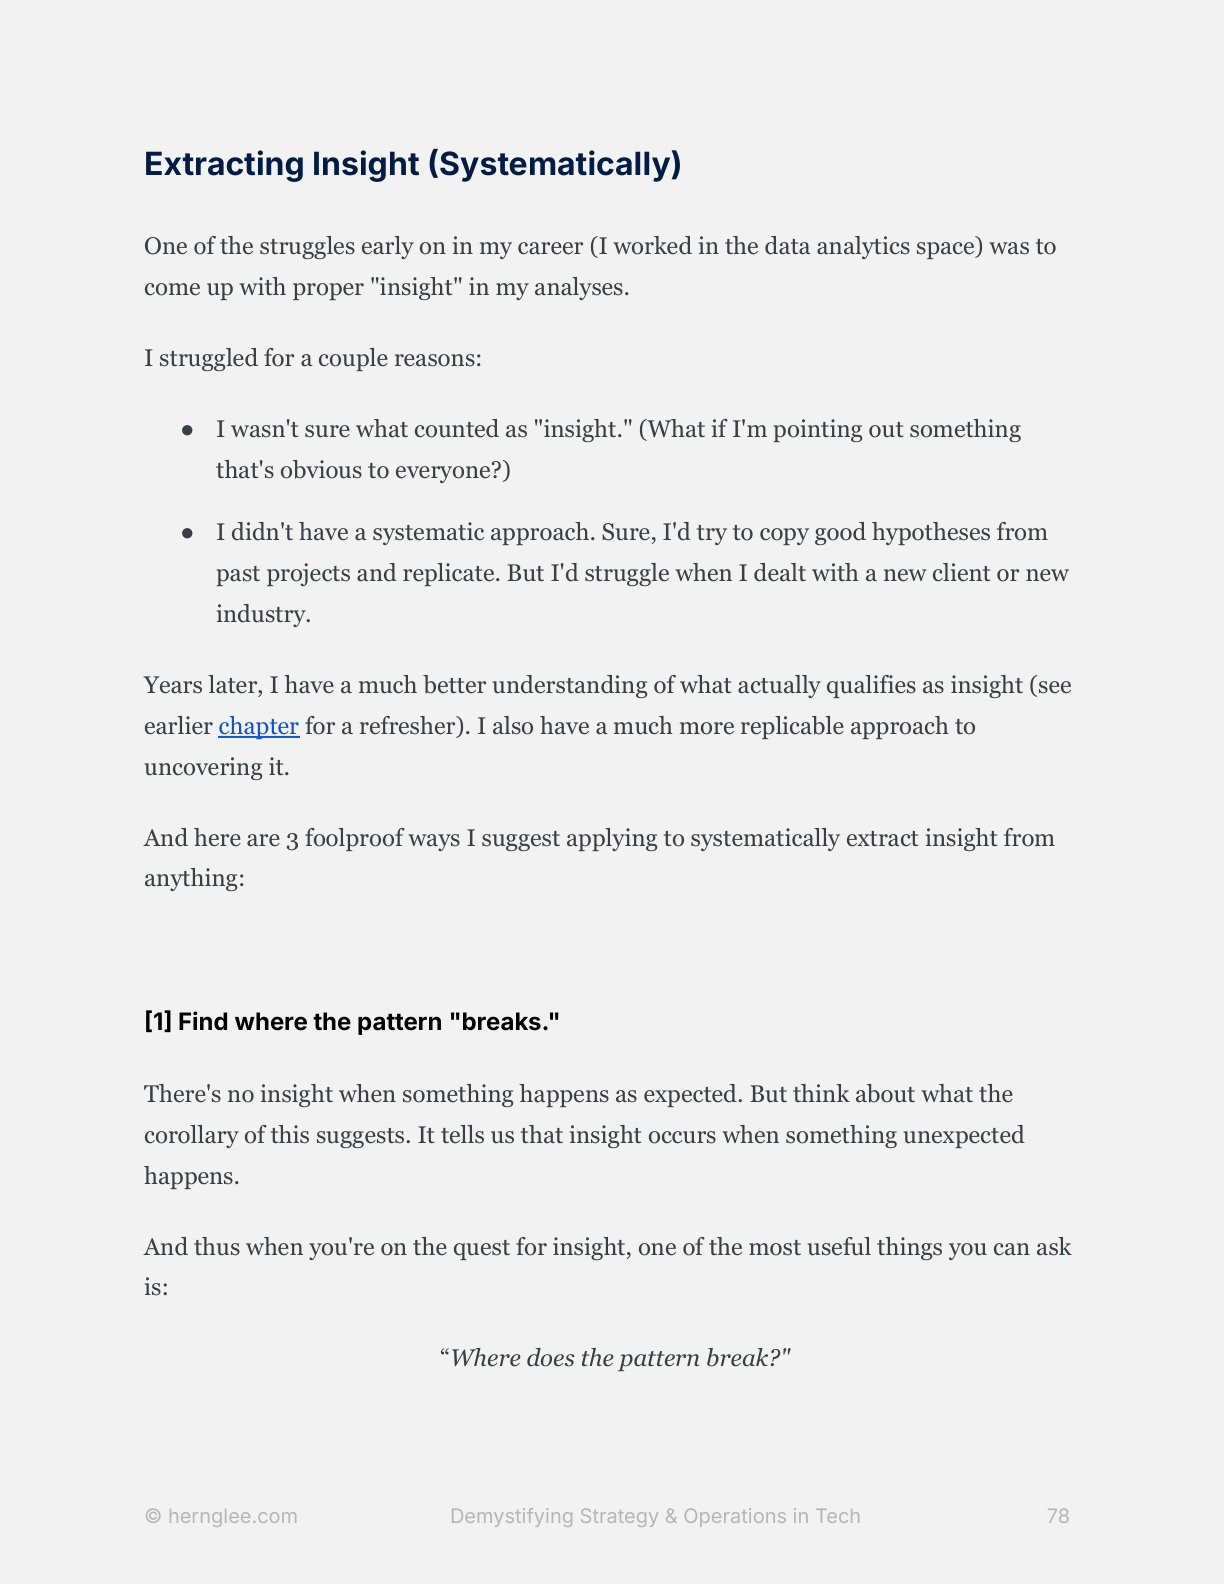 Extracting Insight (Systematically)
One of the struggles early on in my career (I worked in the data analytics space) was to
come up with proper "insight" in my analyses.
I struggled for a couple reasons:
● I wasn't sure what counted as "insight." (What if I'm pointing out something
that's obvious to everyone?)
● I didn't have a systematic approach. Sure, I'd try to copy good hypotheses from
past projects and replicate. But I'd struggle when I dealt with a new client or new
industry.
Years later, I have a much better understanding of what actually qualifies as insight (see
earlier chapter for a refresher). I also have a much more replicable approach to
uncovering it.
And here are 3 foolproof ways I suggest applying to systematically extract insight from
anything:
[1] Find where the pattern "breaks."
There's no insight when something happens as expected. But think about what the
corollary of this suggests. It tells us that insight occurs when something unexpected
happens.
And thus when you're on the quest for insight, one of the most useful things you can ask
is:
“Where does the pattern break?"
© hernglee.com Demystifying Strategy & Operations in Tech 78